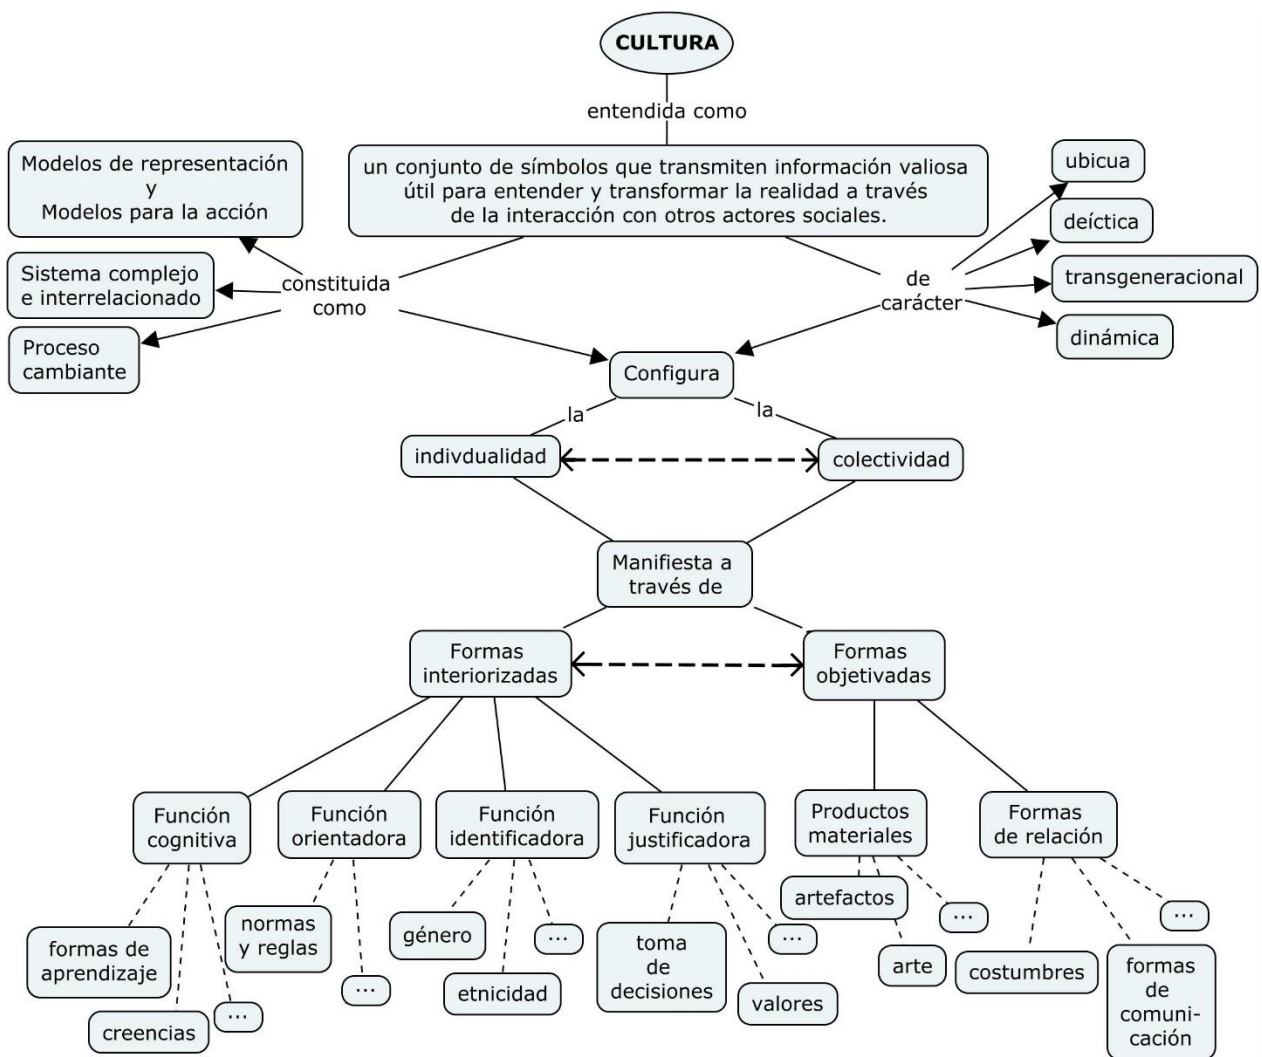 CULTURA
entendida como
Modelos de representación
y
Modelos para la acción
un conjunto de símbolos que transmiten información valiosa
útil para entender y transformar la realidad a través
de la interacción con otros actores sociales.
ubicua
deíctica
Sistema complejo
e interrelacionado
constituida
como
de
carácter
transgeneracional
dinámica
Proceso
cambiante
Configura
la
la
indivdualidad
colectividad
Manifiesta a
través de
Formas
interiorizadas
Formas
objetivadas
Función
cognitiva
Función
orientadora
Función
identificadora
Función
justificadora
Productos
materiales
Formas
de relación
formas de
aprendizaje
creencias
...
normas
y reglas
...
género
etnicidad
...
toma
de
decisiones
valores
...
artefactos
arte
...
costumbres
formas
de
comuni-
cación
...